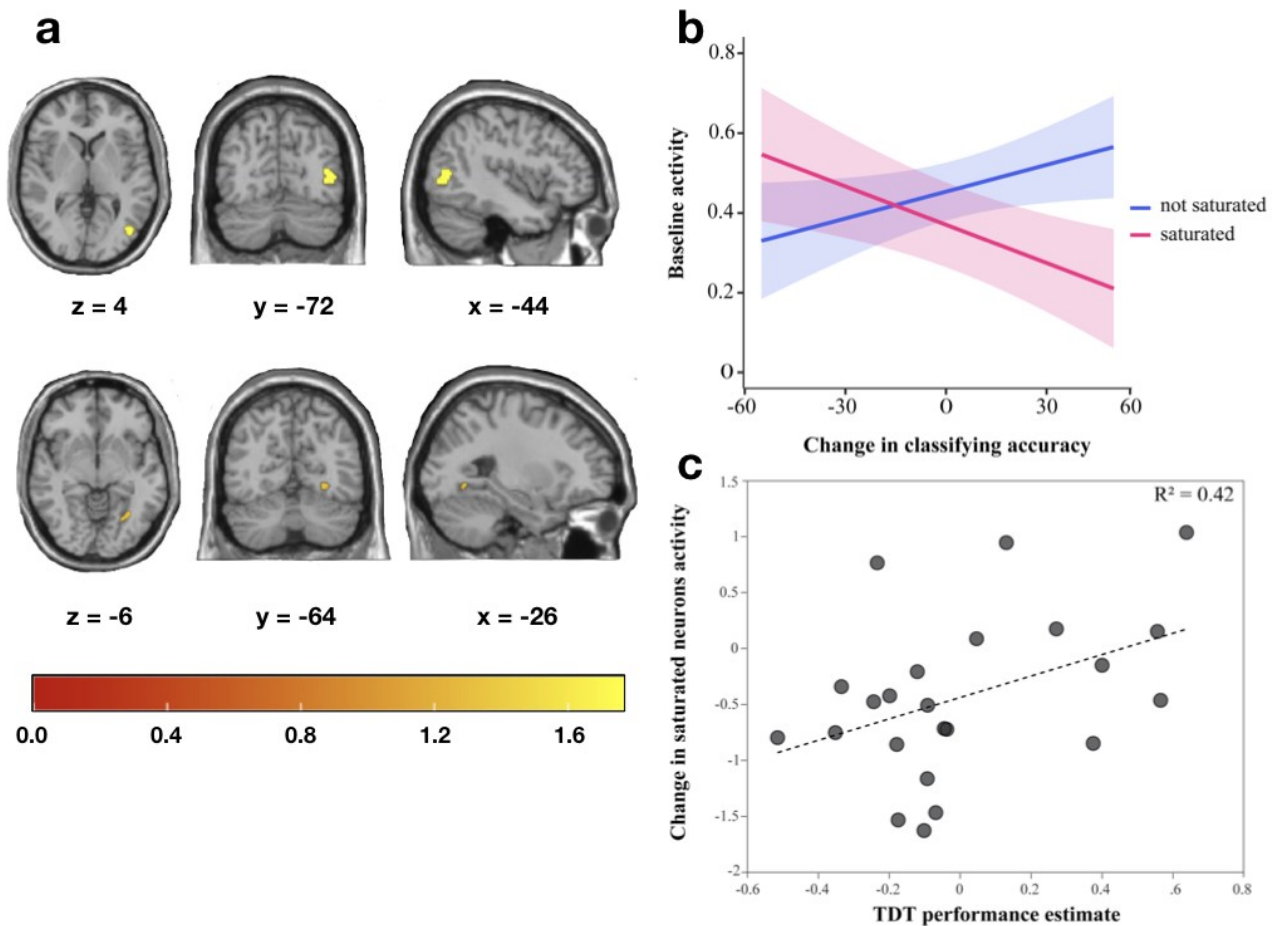 a
z = 4
y = -72
x = -44
z = -6
y = -64
x = -26
0.0 0.4 0.8 1.2 1.6
b
Baseline activity
0.8
0.6
0.4
0.2
0
-60 -30 0 30 60
Change in classifying accuracy
not saturated
saturated
c
R² = 0.42
Change in saturated neurons activity
1.5
1
0.5
0
-0.5
-1
-1.5
-2
-0.6 -0.4 -0.2 0 0.2 0.4 .6 0.8
TDT performance estimate